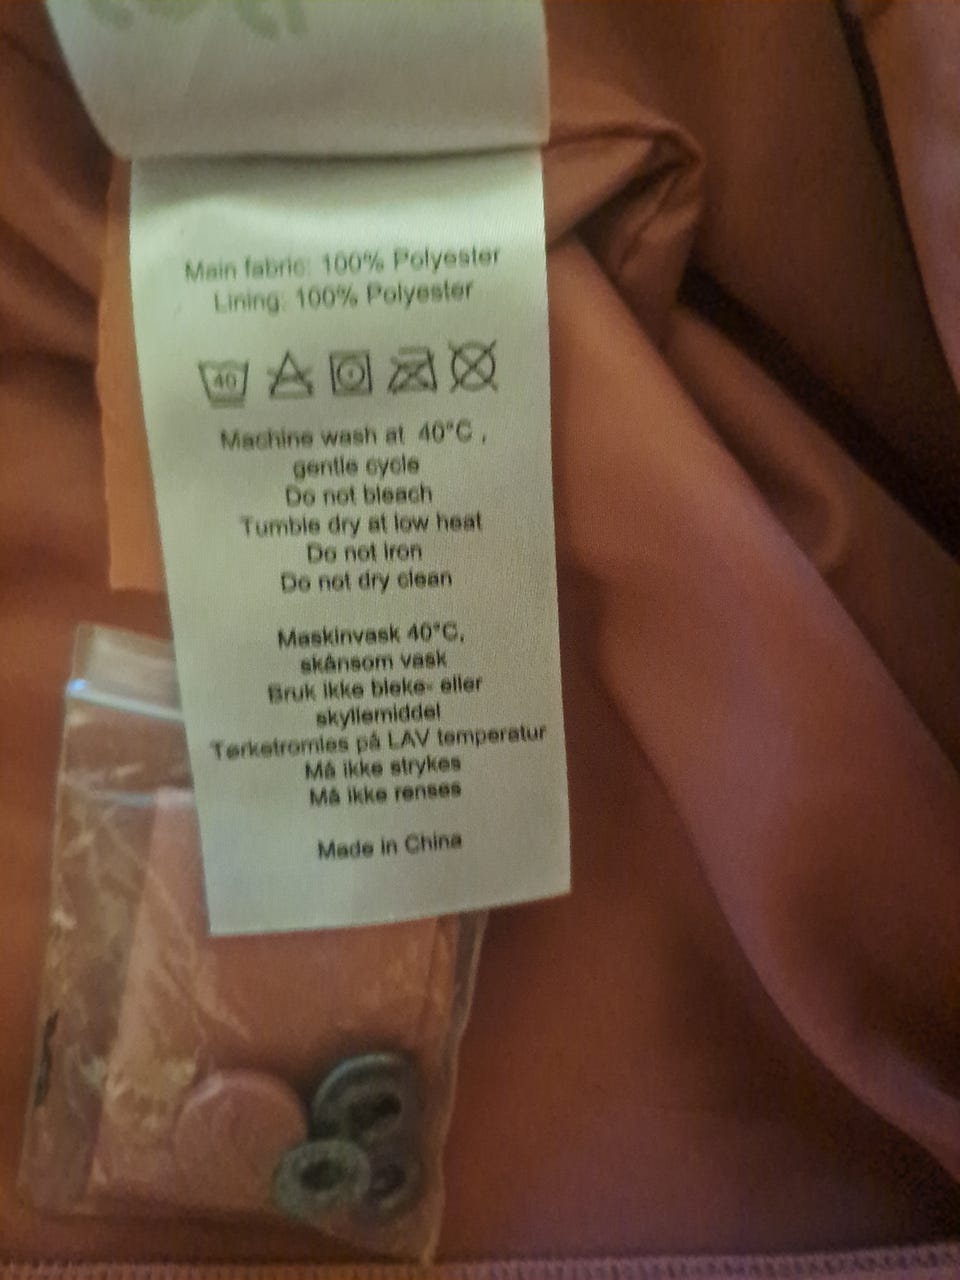 Main fabric: 100% Polyester
Lining: 100% Polyester
40
Machine wash at 40°C ,
gentle cycle
Do not bleach
Tumble dry at low heat
Do not iron
Do not dry clean
Maskinvask 40°C,
skånsom vask
Bruk ikke bleke- eller
skyllemiddel
Tørketromles på LAV temperatur
Må ikke strykes
Må ikke renses
Made in China